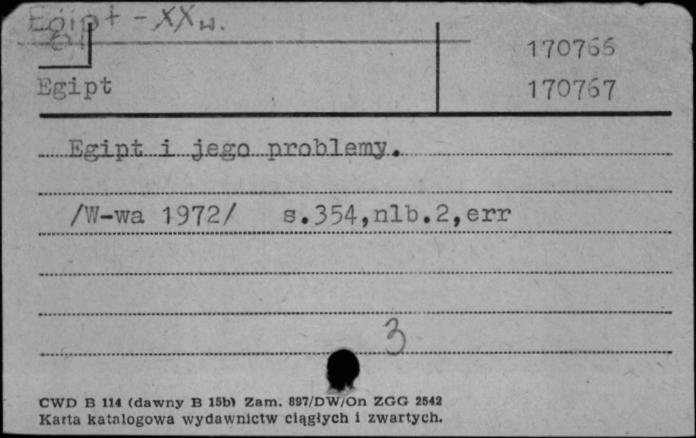 Egipt - XX w.
170766
Egipt
170767
Egipt i jego problemy.
/W-wa 1972/ s.354,nlb.2,err
3
CWD B 114 (dawny B 15b) Zam. 897/DW/On ZGG 2542
Karta katalogowa wydawnictw ciągłych i zwartych.